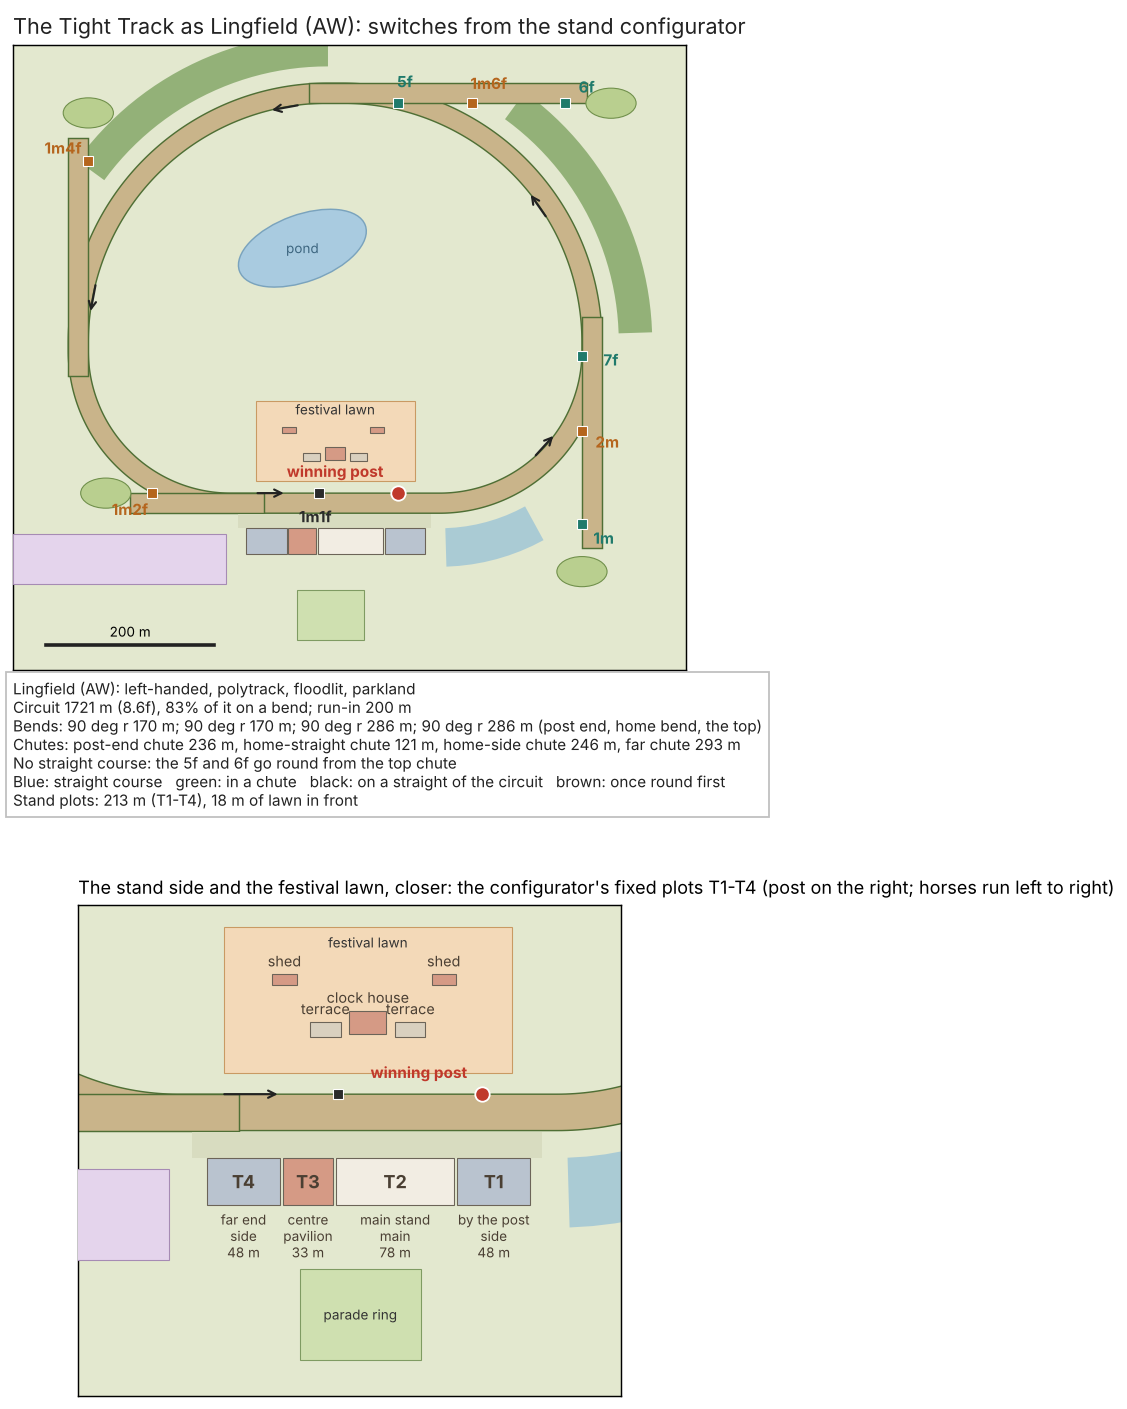 The Tight Track as Lingfield (AW): switches from the stand configurator
5f
1m6f
6f
1m4f
pond
7f
festival lawn
2m
winning post
1m2f
1m1f
1m
200 m
Lingfield (AW): left-handed, polytrack, floodlit, parkland
Circuit 1721 m (8.6f), 83% of it on a bend; run-in 200 m
Bends: 90 deg r 170 m; 90 deg r 170 m; 90 deg r 286 m; 90 deg r 286 m (post end, home bend, the top)
Chutes: post-end chute 236 m, home-straight chute 121 m, home-side chute 246 m, far chute 293 m
No straight course: the 5f and 6f go round from the top chute
Blue: straight course   green: in a chute   black: on a straight of the circuit   brown: once round first
Stand plots: 213 m (T1-T4), 18 m of lawn in front
The stand side and the festival lawn, closer: the configurator's fixed plots T1-T4 (post on the right; horses run left to right)
festival lawn
shed
shed
clock house
terrace
terrace
winning post
T4
T3
T2
T1
far end
side
48 m
centre
pavilion
33 m
main stand
main
78 m
by the post
side
48 m
parade ring